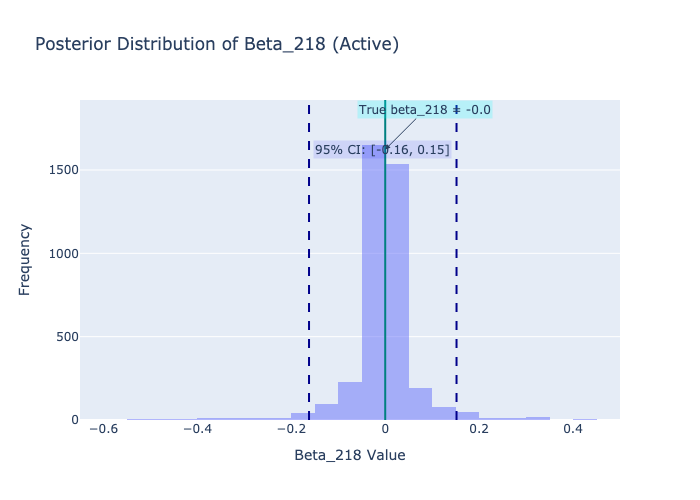 Posterior Distribution of Beta_218 (Active)
True beta_218 = -0.0
95% CI: [-0.16, 0.15]
1500
1000
500
0
Frequency
−0.6 −0.4 −0.2 0 0.2 0.4
Beta_218 Value